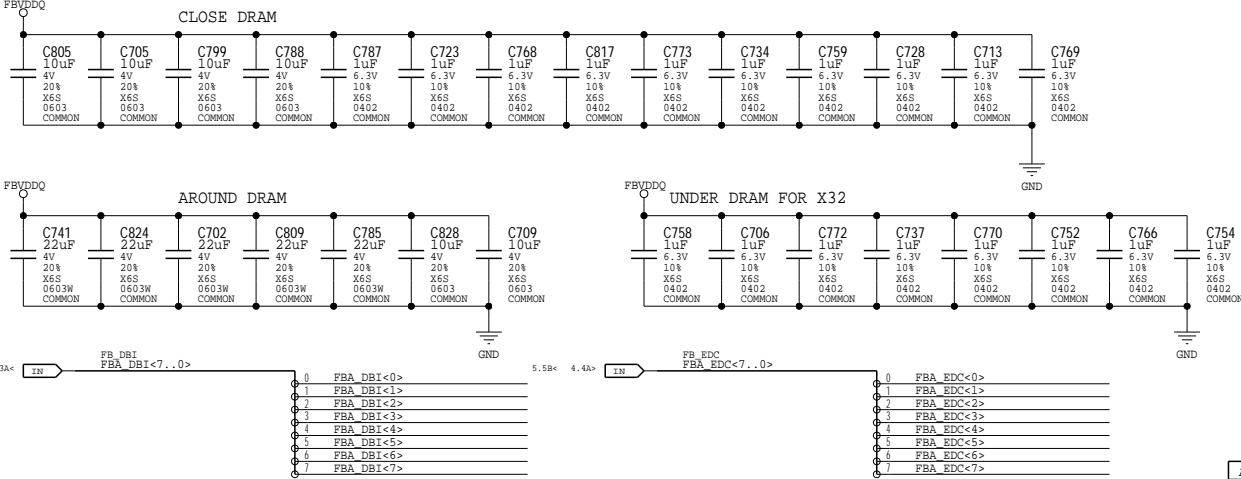 FBVDDQ
CLOSE DRAM
C805 C705 C799 C788 C787 C723 C768 C817 C773 C734 C759 C728 C713 C769
10uF 10uF 10uF 10uF 1uF 1uF 1uF 1uF 1uF 1uF 1uF 1uF 1uF 1uF
4V 4V 4V 4V 6.3V 6.3V 6.3V 6.3V 6.3V 6.3V 6.3V 6.3V 6.3V 6.3V
20% 20% 20% 20% 10% 10% 10% 10% 10% 10% 10% 10% 10% 10%
X6S X6S X6S X6S X6S X6S X6S X6S X6S X6S X6S X6S X6S X6S
0603 0603 0603 0603 0402 0402 0402 0402 0402 0402 0402 0402 0402 0402
COMMON COMMON COMMON COMMON COMMON COMMON COMMON COMMON COMMON COMMON COMMON COMMON COMMON COMMON
GND
FBVDDQ
AROUND DRAM
C741 C824 C702 C809 C785 C828 C709
22uF 22uF 22uF 22uF 22uF 10uF 10uF
4V 4V 4V 4V 4V 4V 4V
20% 20% 20% 20% 20% 20% 20%
X6S X6S X6S X6S X6S X6S X6S
0603W 0603W 0603W 0603W 0603W 0603 0603
COMMON COMMON COMMON COMMON COMMON COMMON COMMON
GND
FBVDDQ
UNDER DRAM FOR X32
C758 C706 C772 C737 C770 C752 C766 C754
1uF 1uF 1uF 1uF 1uF 1uF 1uF 1uF
6.3V 6.3V 6.3V 6.3V 6.3V 6.3V 6.3V 6.3V
10% 10% 10% 10% 10% 10% 10% 10%
X6S X6S X6S X6S X6S X6S X6S X6S
0402 0402 0402 0402 0402 0402 0402 0402
COMMON COMMON COMMON COMMON COMMON COMMON COMMON COMMON
GND
FB_DBI
3A< IN FBA_DBI<7..0>
0 FBA_DBI<0>
1 FBA_DBI<1>
2 FBA_DBI<2>
3 FBA_DBI<3>
4 FBA_DBI<4>
5 FBA_DBI<5>
6 FBA_DBI<6>
7 FBA_DBI<7>
FB_EDC
5.5B< 4.4A> IN FBA_EDC<7..0>
0 FBA_EDC<0>
1 FBA_EDC<1>
2 FBA_EDC<2>
3 FBA_EDC<3>
4 FBA_EDC<4>
5 FBA_EDC<5>
6 FBA_EDC<6>
7 FBA_EDC<7>